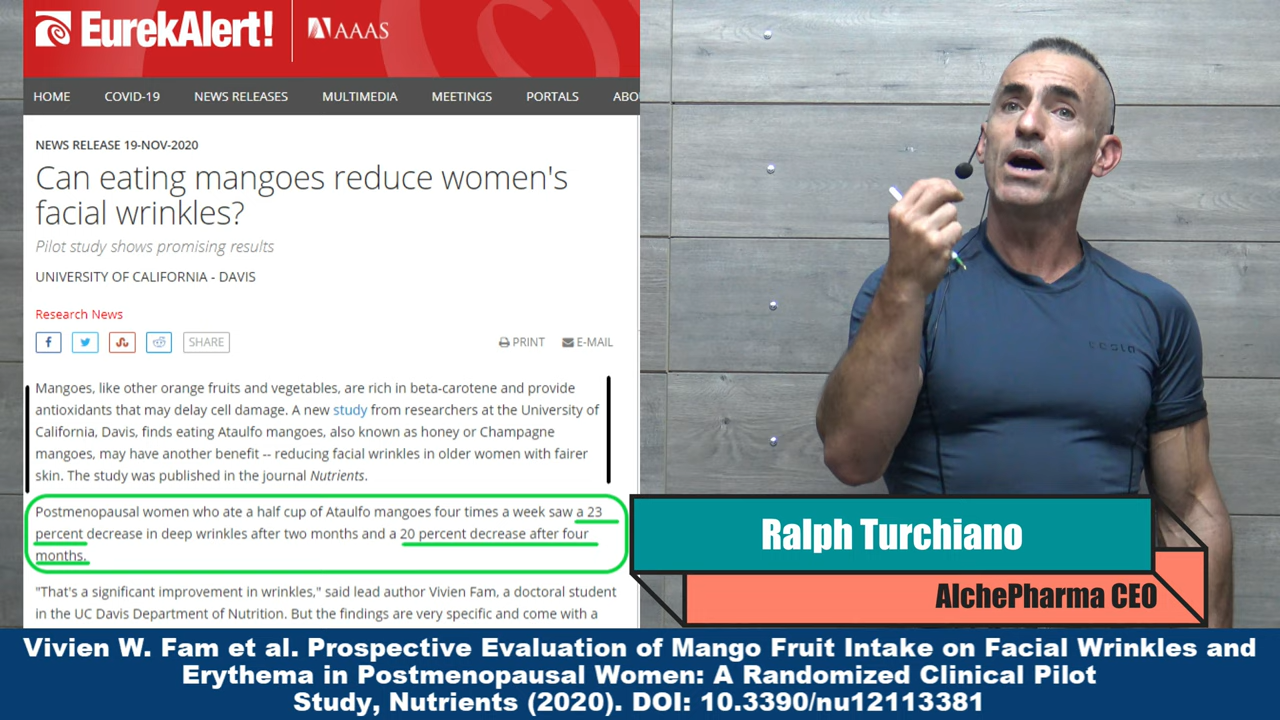 EurekAlert! AAAS
HOME COVID-19 NEWS RELEASES MULTIMEDIA MEETINGS PORTALS ABO
NEWS RELEASE 19-NOV-2020
Can eating mangoes reduce women's
facial wrinkles?
Pilot study shows promising results
UNIVERSITY OF CALIFORNIA - DAVIS
Research News
SHARE PRINT E-MAIL
Mangoes, like other orange fruits and vegetables, are rich in beta-carotene and provide
antioxidants that may delay cell damage. A new study from researchers at the University of
California, Davis, finds eating Ataulfo mangoes, also known as honey or Champagne
mangoes, may have another benefit -- reducing facial wrinkles in older women with fairer
skin. The study was published in the journal Nutrients.
Postmenopausal women who ate a half cup of Ataulfo mangoes four times a week saw a 23
percent decrease in deep wrinkles after two months and a 20 percent decrease after four
months.
"That's a significant improvement in wrinkles," said lead author Vivien Fam, a doctoral student
in the UC Davis Department of Nutrition. But the findings are very specific and come with a
tesla
Ralph Turchiano
AlchePharma CEO
Vivien W. Fam et al. Prospective Evaluation of Mango Fruit Intake on Facial Wrinkles and
Erythema in Postmenopausal Women: A Randomized Clinical Pilot
Study, Nutrients (2020). DOI: 10.3390/nu12113381